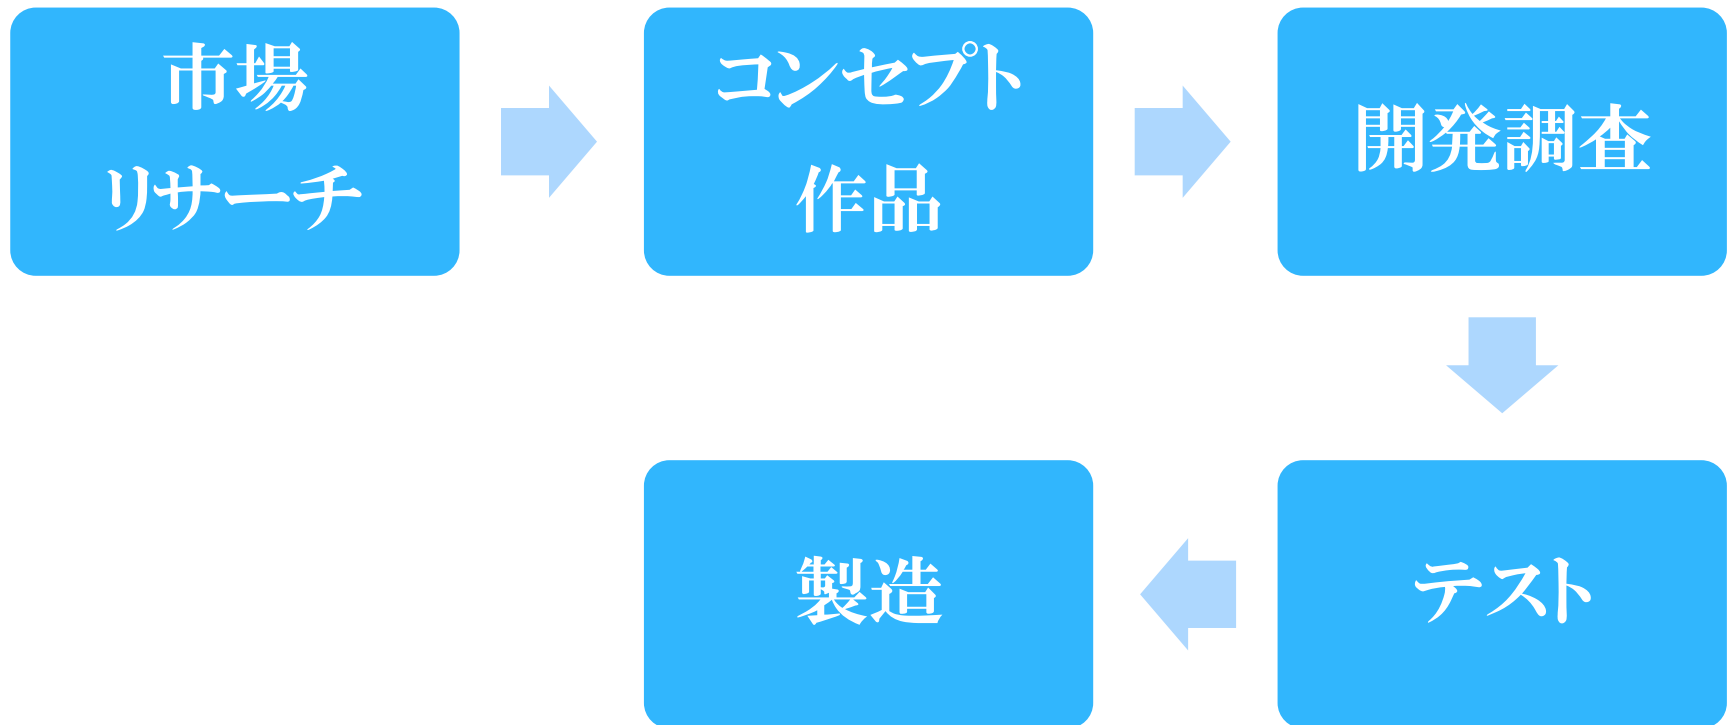 市場
リサーチ
コンセプト
作品
開発調査
テスト
製造